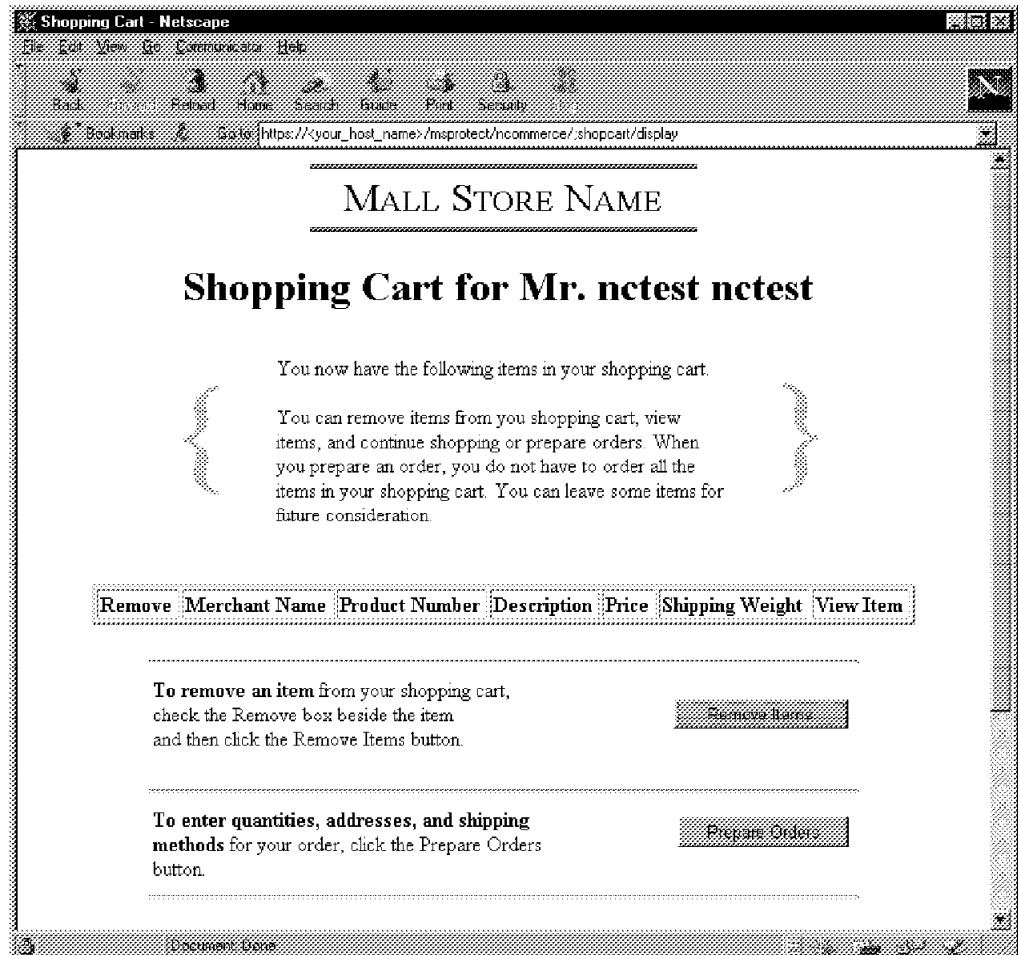 Shopping Cart - Netscape
File Edit View Go Communicator Help
Back Forward Reload Home Search Guide Print Security
Bookmarks Go to: https://<your_host_name>/msprotect/ncommerce/;shopcart/display
MALL STORE NAME
Shopping Cart for Mr. nctest nctest
You now have the following items in your shopping cart.
You can remove items from you shopping cart, view
items, and continue shopping or prepare orders. When
you prepare an order, you do not have to order all the
items in your shopping cart. You can leave some items for
future consideration.
Remove Merchant Name Product Number Description Price Shipping Weight View Item
To remove an item from your shopping cart,
check the Remove box beside the item
and then click the Remove Items button.
Remove Items
To enter quantities, addresses, and shipping
methods for your order, click the Prepare Orders
button.
Prepare Orders
Document: Done